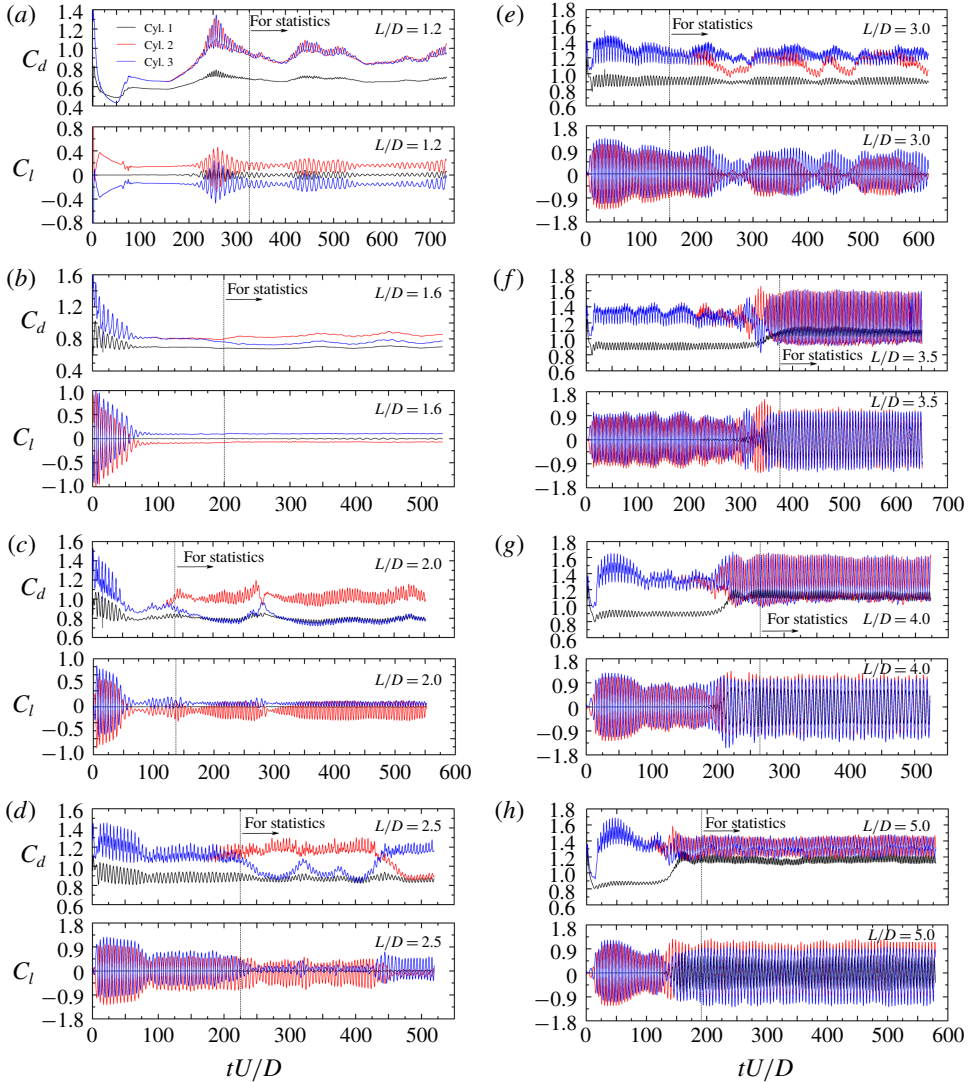 (a)
1.4
1.2
1.0
0.8
0.6
0.4
C_d
Cyl. 1
Cyl. 2
Cyl. 3
For statistics
L/D = 1.2
0.8
0.4
0
−0.4
−0.8
C_l
L/D = 1.2
0 100 200 300 400 500 600 700
(b)
1.6
1.2
0.8
0.4
C_d
For statistics
L/D = 1.6
1.0
0.5
0
−0.5
−1.0
C_l
L/D = 1.6
0 100 200 300 400 500
(c)
1.6
1.4
1.2
1.0
0.8
0.6
C_d
For statistics
L/D = 2.0
1.0
0.5
0
−0.5
−1.0
C_l
L/D = 2.0
0 100 200 300 400 500 600
(d)
1.6
1.4
1.2
1.0
0.8
0.6
C_d
For statistics
L/D = 2.5
1.8
0.9
0
−0.9
−1.8
C_l
L/D = 2.5
0 100 200 300 400 500
tU/D
(e)
1.8
1.6
1.4
1.2
1.0
0.8
0.6
For statistics
L/D = 3.0
1.8
0.9
0
−0.9
−1.8
L/D = 3.0
0 100 200 300 400 500 600
(f)
1.8
1.6
1.4
1.2
1.0
0.8
0.6
For statistics
L/D = 3.5
1.8
0.9
0
−0.9
−1.8
L/D = 3.5
0 100 200 300 400 500 600 700
(g)
1.8
1.6
1.4
1.2
1.0
0.8
0.6
For statistics
L/D = 4.0
1.8
0.9
0
−0.9
−1.8
L/D = 4.0
0 100 200 300 400 500
(h)
1.8
1.6
1.4
1.2
1.0
0.8
0.6
For statistics
L/D = 5.0
1.8
0.9
0
−0.9
−1.8
L/D = 5.0
0 100 200 300 400 500 600
tU/D